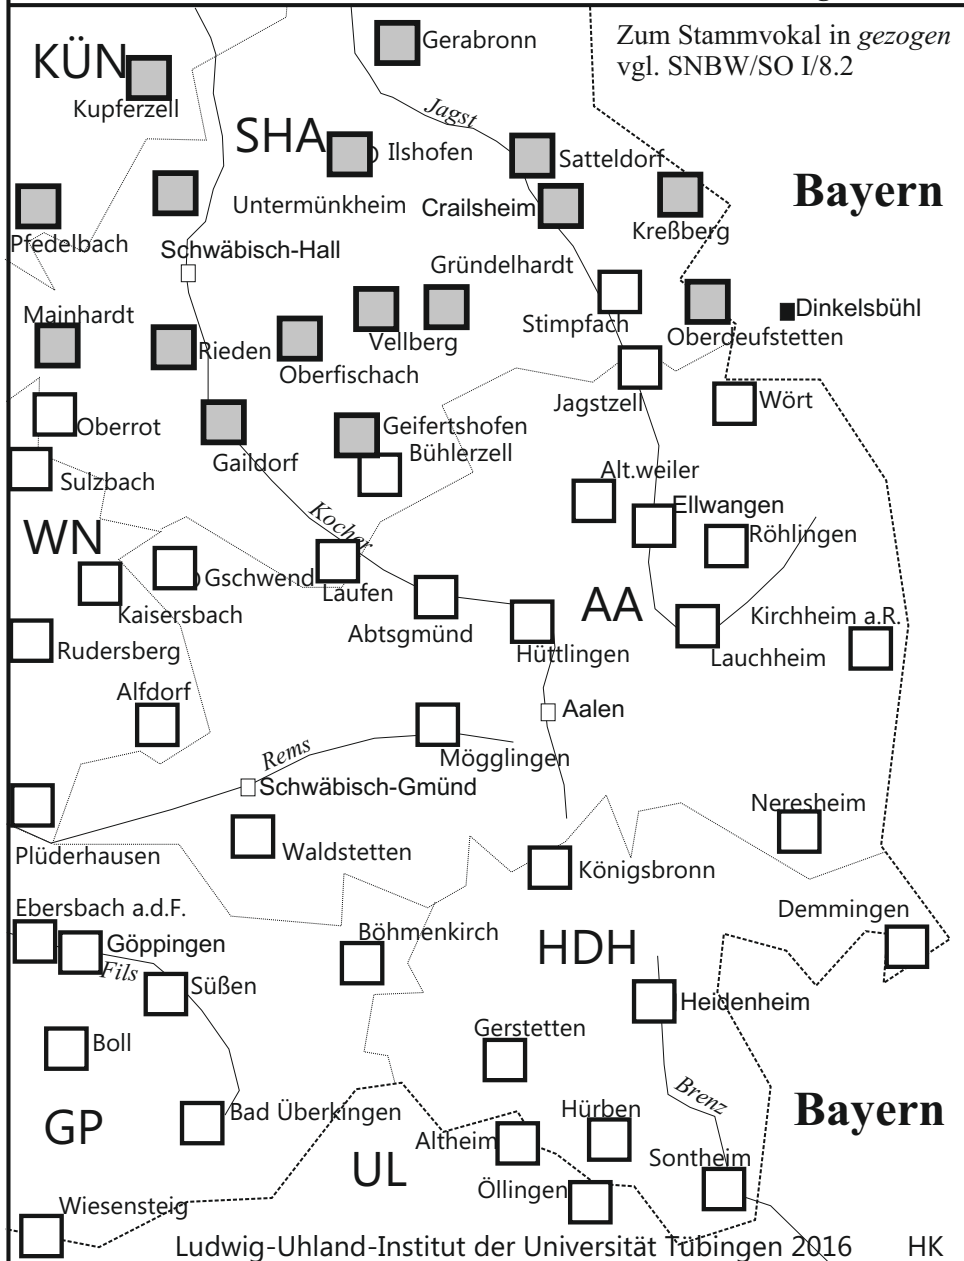 Zum Stammvokal in gezogen
vgl. SNBW/SO I/8.2
Gerabronn
KÜN
Kupferzell
Jagst
SHA
Ilshofen
Satteldorf
Bayern
Untermünkheim
Crailsheim
Kreßberg
Pfedelbach
Schwäbisch-Hall
Gründelhardt
Mainhardt
Stimpfach
Dinkelsbühl
Rieden
Vellberg
Oberdeufstetten
Oberfischach
Jagstzell
Wört
Oberrot
Geifertshofen
Gaildorf
Bühlerzell
Sulzbach
Alt.weiler
Ellwangen
Kocher
WN
Röhlingen
Gschwend
Laufen
AA
Kaisersbach
Kirchheim a.R.
Abtsgmünd
Rudersberg
Hüttlingen
Lauchheim
Alfdorf
Aalen
Rems
Mögglingen
Schwäbisch-Gmünd
Neresheim
Plüderhausen
Waldstetten
Königsbronn
Ebersbach a.d.F.
Demmingen
Göppingen
Böhmenkirch
HDH
Fils
Süßen
Heidenheim
Gerstetten
Boll
Brenz
Bad Überkingen
Hürben
Bayern
GP
Altheim
UL
Sontheim
Öllingen
Wiesensteig
Ludwig-Uhland-Institut der Universität Tübingen 2016 HK